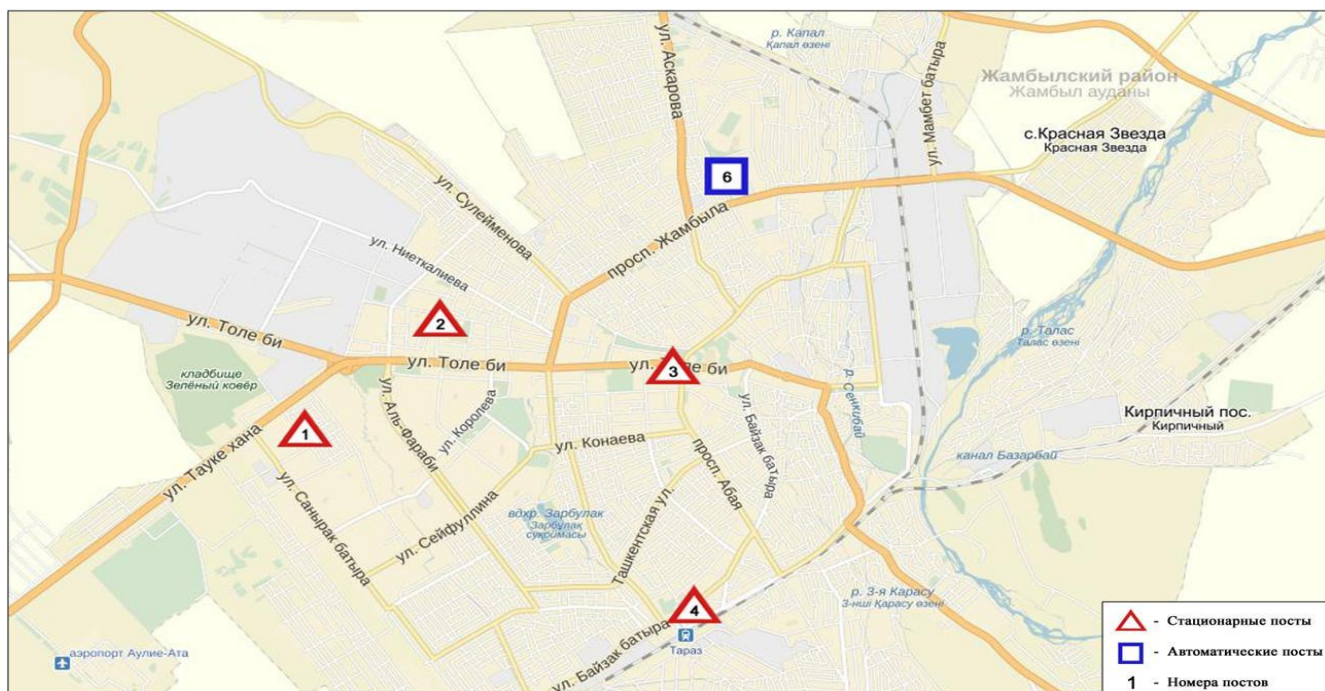 р. Капал
Қапал өзені
ул. Аскарова
Жамбылский район
Жамбыл ауданы
ул. Мамбет батыра
с.Красная Звезда
Красная Звезда
6
ул. Сулейменова
просп. Жамбыла
ул. Ниеткалиева
2
ул. Толе би
ул. Толе би
ул. Толе би
3
р. Талас
Талас өзені
кладбище
Зелёный ковёр
1
ул. Тауке хана
ул. Аль-Фараби
ул. Королева
ул. Конаева
просп. Абая
ул. Байзак батыра
р. Сенкибай
Кирпичный пос.
Кирпичный
канал Базарбай
ул. Санырак батыра
ул. Сейфуллина
вдхр. Зарбулак
Зарбұлақ
суқоймасы
Ташкентская ул.
4
Тараз
ул. Байзак батыра
р. 3-я Карасу
3-нші Қарасу өзені
аэропорт Аулие-Ата
- Стационарные посты
- Автоматические посты
1 - Номера постов